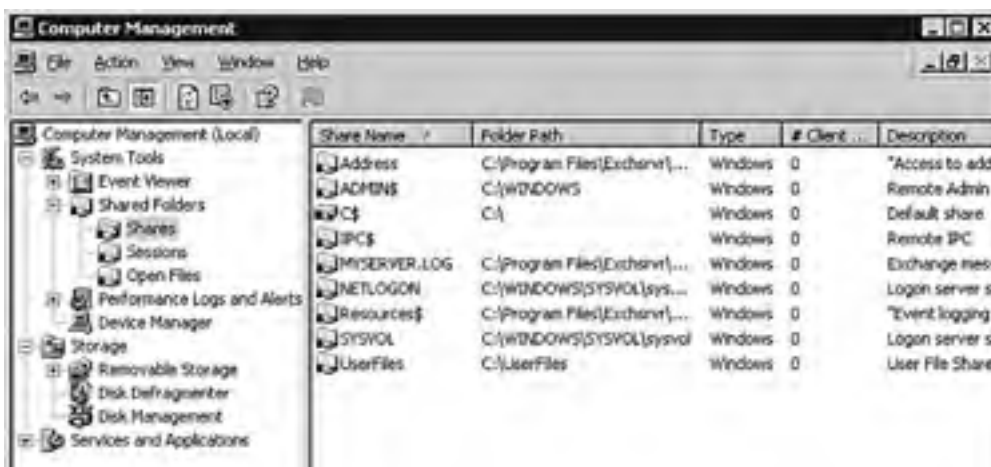 Computer Management
File Action View Window Help
Computer Management (Local)
System Tools
Event Viewer
Shared Folders
Shares
Sessions
Open Files
Performance Logs and Alerts
Device Manager
Storage
Removable Storage
Disk Defragmenter
Disk Management
Services and Applications
Share Name Folder Path Type # Client ... Description
Address C:\Program Files\Exchsrvr\... Windows 0 "Access to add
ADMIN$ C:\WINDOWS Windows 0 Remote Admin
C$ C:\ Windows 0 Default share
IPC$ Windows 0 Remote IPC
MYSERVER.LOG C:\Program Files\Exchsrvr\... Windows 0 Exchange mes
NETLOGON C:\WINDOWS\SYSVOL\sys... Windows 0 Logon server s
Resources$ C:\Program Files\Exchsrvr\... Windows 0 "Event logging
SYSVOL C:\WINDOWS\SYSVOL\sysvol Windows 0 Logon server s
UserFiles C:\UserFiles Windows 0 User File Share